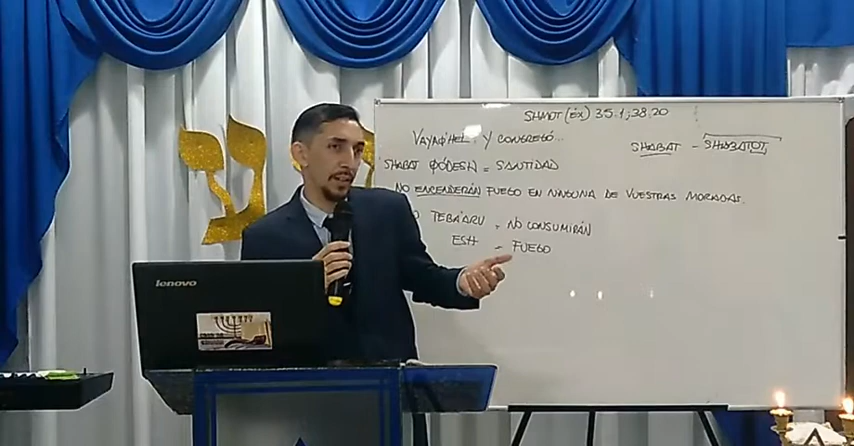 SHMOT (ÉX) 35.1;38.20
VAYAQ'HEL. Y CONGREGÓ...
SHABAT - SHABATOT
SHABAT QÓDESH = SANTIDAD
NO ENCENDERÁN FUEGO EN NINGUNA DE VUESTRAS MORADAS.
TEBA'ARU = NO CONSUMIRÁN
ESH = FUEGO
lenovo